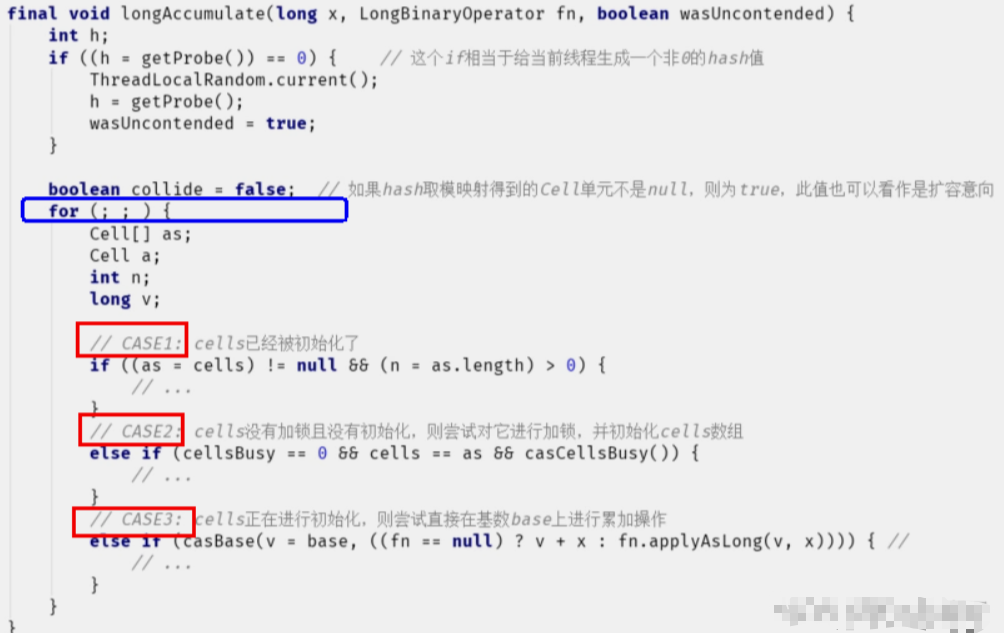 final void longAccumulate(long x, LongBinaryOperator fn, boolean wasUncontended) {
    int h;
    if ((h = getProbe()) == 0) {     // 这个if相当于给当前线程生成一个非0的hash值
        ThreadLocalRandom.current();
        h = getProbe();
        wasUncontended = true;
    }
    boolean collide = false;  // 如果hash取模映射得到的Cell单元不是null，则为true，此值也可以看作是扩容意向
    for (; ; ) {
        Cell[] as;
        Cell a;
        int n;
        long v;
        // CASE1: cells已经被初始化了
        if ((as = cells) != null && (n = as.length) > 0) {
            // ...
        }
        // CASE2: cells没有加锁且没有初始化，则尝试对它进行加锁，并初始化cells数组
        else if (cellsBusy == 0 && cells == as && casCellsBusy()) {
            // ...
        }
        // CASE3: cells正在进行初始化，则尝试直接在基数base上进行累加操作
        else if (casBase(v = base, ((fn == null) ? v + x : fn.applyAsLong(v, x)))) { //
            // ...
        }
    }
}